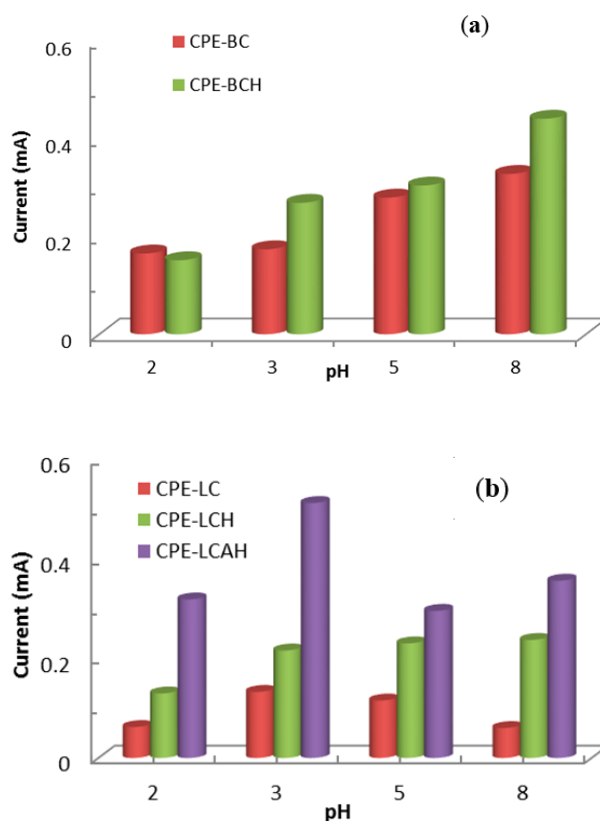 (a)
CPE-BC
CPE-BCH
0.6
0.4
0.2
0
Current (mA)
2 3 5 8
pH
(b)
CPE-LC
CPE-LCH
CPE-LCAH
0.6
0.4
0.2
0
Current (mA)
2 3 5 8
pH